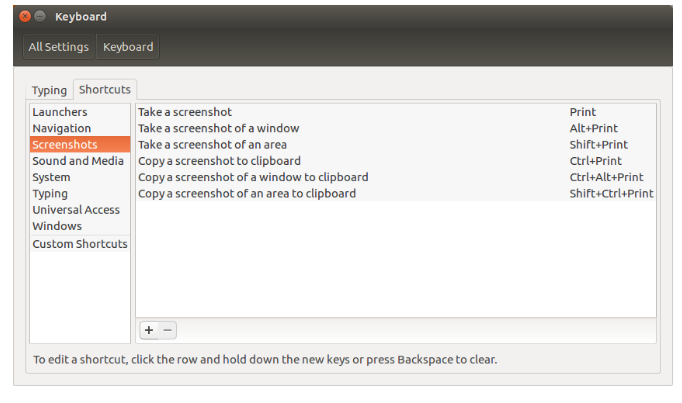 Keyboard
All Settings Keyboard
Typing Shortcuts
Launchers
Navigation
Screenshots
Sound and Media
System
Typing
Universal Access
Windows
Custom Shortcuts
Take a screenshot Print
Take a screenshot of a window Alt+Print
Take a screenshot of an area Shift+Print
Copy a screenshot to clipboard Ctrl+Print
Copy a screenshot of a window to clipboard Ctrl+Alt+Print
Copy a screenshot of an area to clipboard Shift+Ctrl+Print
+ −
To edit a shortcut, click the row and hold down the new keys or press Backspace to clear.